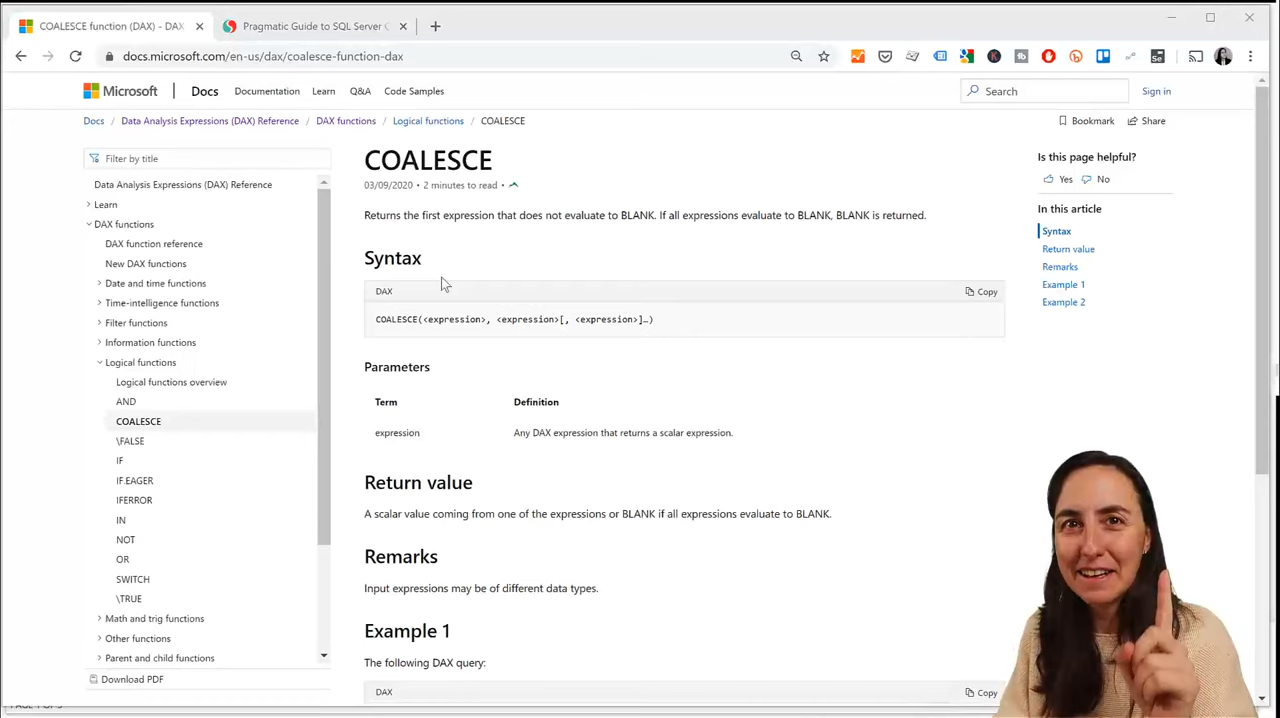 COALESCE function (DAX) - DAX
Pragmatic Guide to SQL Server C
docs.microsoft.com/en-us/dax/coalesce-function-dax
Microsoft
Docs
Documentation
Learn
Q&A
Code Samples
Search
Sign in
Docs / Data Analysis Expressions (DAX) Reference / DAX functions / Logical functions / COALESCE
Bookmark
Share
Filter by title
Data Analysis Expressions (DAX) Reference
Learn
DAX functions
DAX function reference
New DAX functions
Date and time functions
Time-intelligence functions
Filter functions
Information functions
Logical functions
Logical functions overview
AND
COALESCE
\FALSE
IF
IF.EAGER
IFERROR
IN
NOT
OR
SWITCH
\TRUE
Math and trig functions
Other functions
Parent and child functions
Download PDF
COALESCE
03/09/2020 • 2 minutes to read •
Returns the first expression that does not evaluate to BLANK. If all expressions evaluate to BLANK, BLANK is returned.
Syntax
DAX
Copy
COALESCE(<expression>, <expression>[, <expression>]…)
Parameters
Term
Definition
expression
Any DAX expression that returns a scalar expression.
Return value
A scalar value coming from one of the expressions or BLANK if all expressions evaluate to BLANK.
Remarks
Input expressions may be of different data types.
Example 1
The following DAX query:
DAX
Copy
Is this page helpful?
Yes
No
In this article
Syntax
Return value
Remarks
Example 1
Example 2